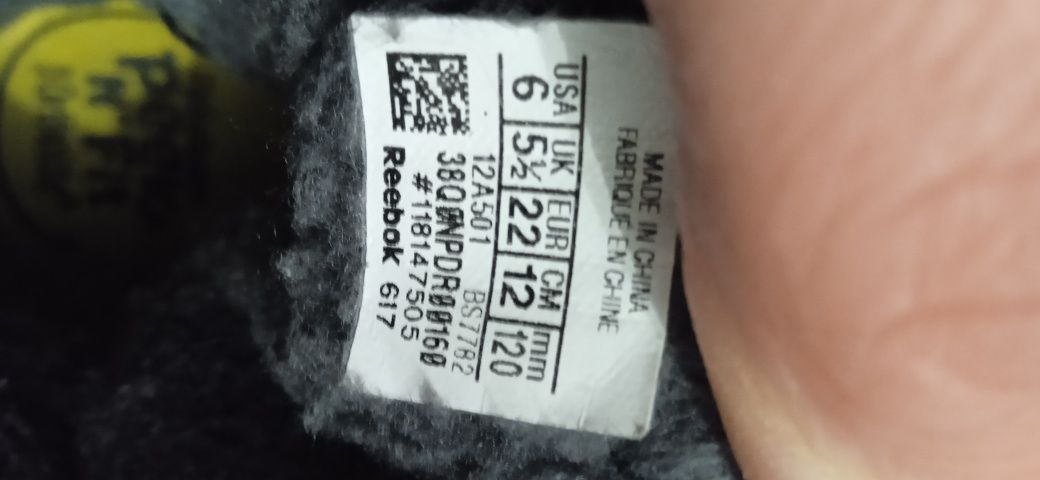 MADE IN CHINA
FABRIQUE EN CHINE
USA UK EUR CM mm
6 5½ 22 12 120
12A501 BS7782
#118147505
Reebok 617